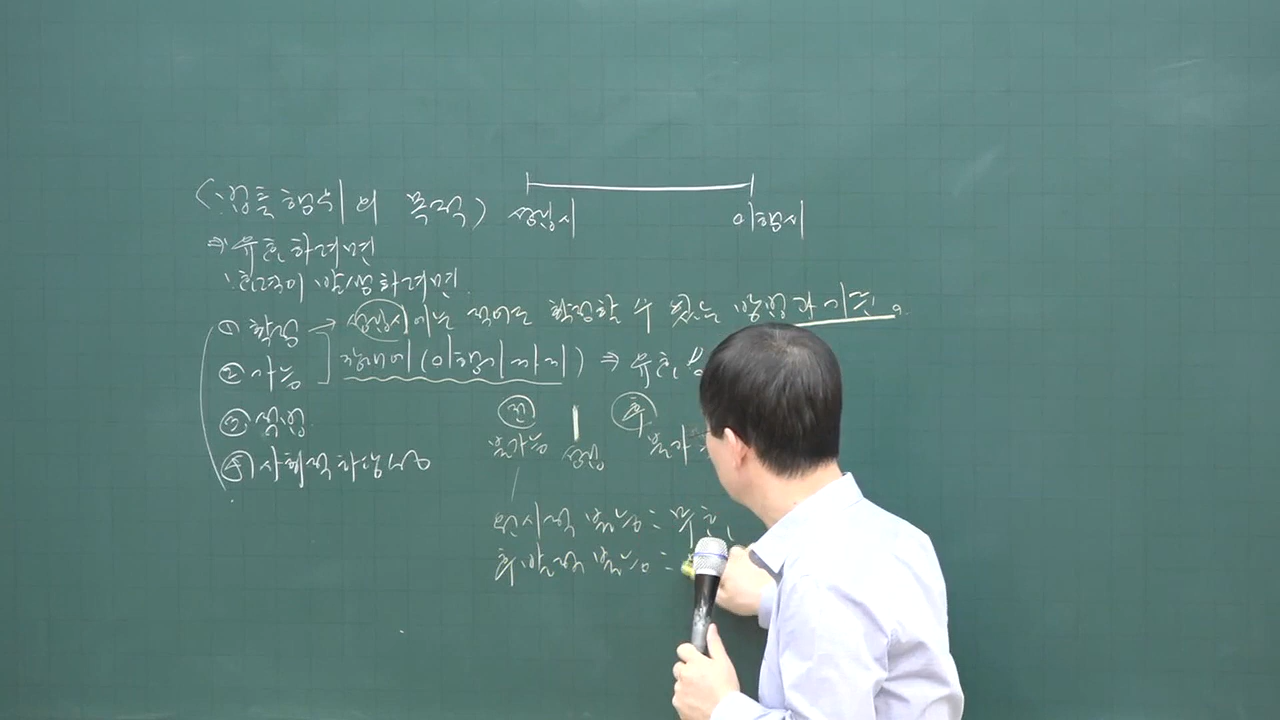 <법률행위의 목적>
성립시 이행시
⇒ 유효하려면
효력이 발생하려면
① 확정 → 성립시에는 적어도 확정할 수 있는 방법과 기준
② 가능 장래에 (이행기까지) ⇒ 유효
③ 적법
④ 사회적 타당성
전 후
불가능 성립 불가
원시적 불능 = 무효
후발적 불능 =